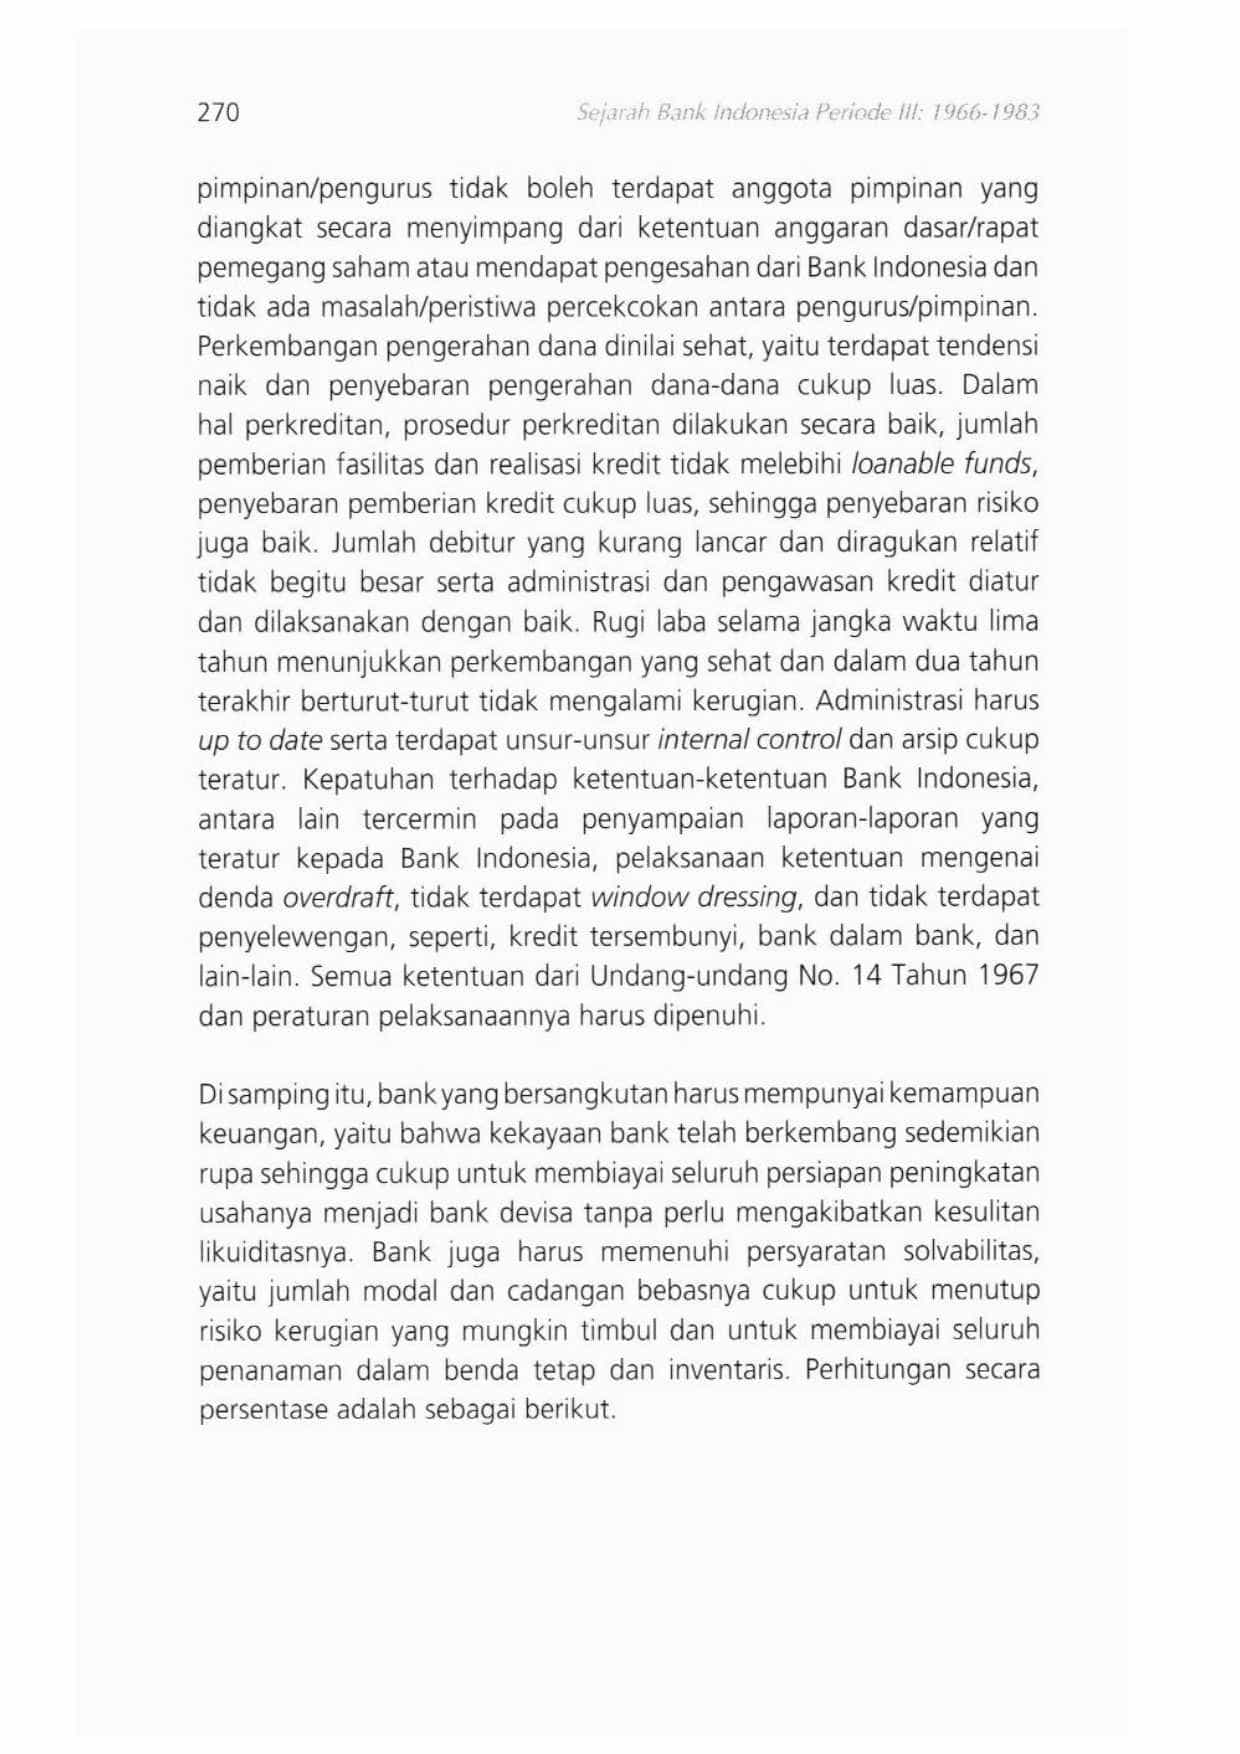 270
Sejarah Bank Indonesia Periode III: 1966-1983
pimpinan/pengurus tidak boleh terdapat anggota pimpinan yang
diangkat secara menyimpang dari ketentuan anggaran dasar/rapat
pemegang saham atau mendapat pengesahan dari Bank Indonesia dan
tidak ada masalah/peristiwa percekcokan antara pengurus/pimpinan.
Perkembangan pengerahan dana dinilai sehat, yaitu terdapat tendensi
naik dan penyebaran pengerahan dana-dana cukup luas. Dalam
hal perkreditan, prosedur perkreditan dilakukan secara baik, jumlah
pemberian fasilitas dan realisasi kredit tidak melebihi loanable funds,
penyebaran pemberian kredit cukup luas, sehingga penyebaran risiko
juga baik. Jumlah debitur yang kurang lancar dan diragukan relatif
tidak begitu besar serta administrasi dan pengawasan kredit diatur
dan dilaksanakan dengan baik. Rugi laba selama jangka waktu lima
tahun menunjukkan perkembangan yang sehat dan dalam dua tahun
terakhir berturut-turut tidak mengalami kerugian. Administrasi harus
up to date serta terdapat unsur-unsur internal control dan arsip cukup
teratur. Kepatuhan terhadap ketentuan-ketentuan Bank Indonesia,
antara lain tercermin pada penyampaian laporan-laporan yang
teratur kepada Bank Indonesia, pelaksanaan ketentuan mengenai
denda overdraft, tidak terdapat window dressing, dan tidak terdapat
penyelewengan, seperti, kredit tersembunyi, bank dalam bank, dan
lain-lain. Semua ketentuan dari Undang-undang No. 14 Tahun 1967
dan peraturan pelaksanaannya harus dipenuhi.
Di samping itu, bank yang bersangkutan harus mempunyai kemampuan
keuangan, yaitu bahwa kekayaan bank telah berkembang sedemikian
rupa sehingga cukup untuk membiayai seluruh persiapan peningkatan
usahanya menjadi bank devisa tanpa perlu mengakibatkan kesulitan
likuiditasnya. Bank juga harus memenuhi persyaratan solvabilitas,
yaitu jumlah modal dan cadangan bebasnya cukup untuk menutup
risiko kerugian yang mungkin timbul dan untuk membiayai seluruh
penanaman dalam benda tetap dan inventaris. Perhitungan secara
persentase adalah sebagai berikut.